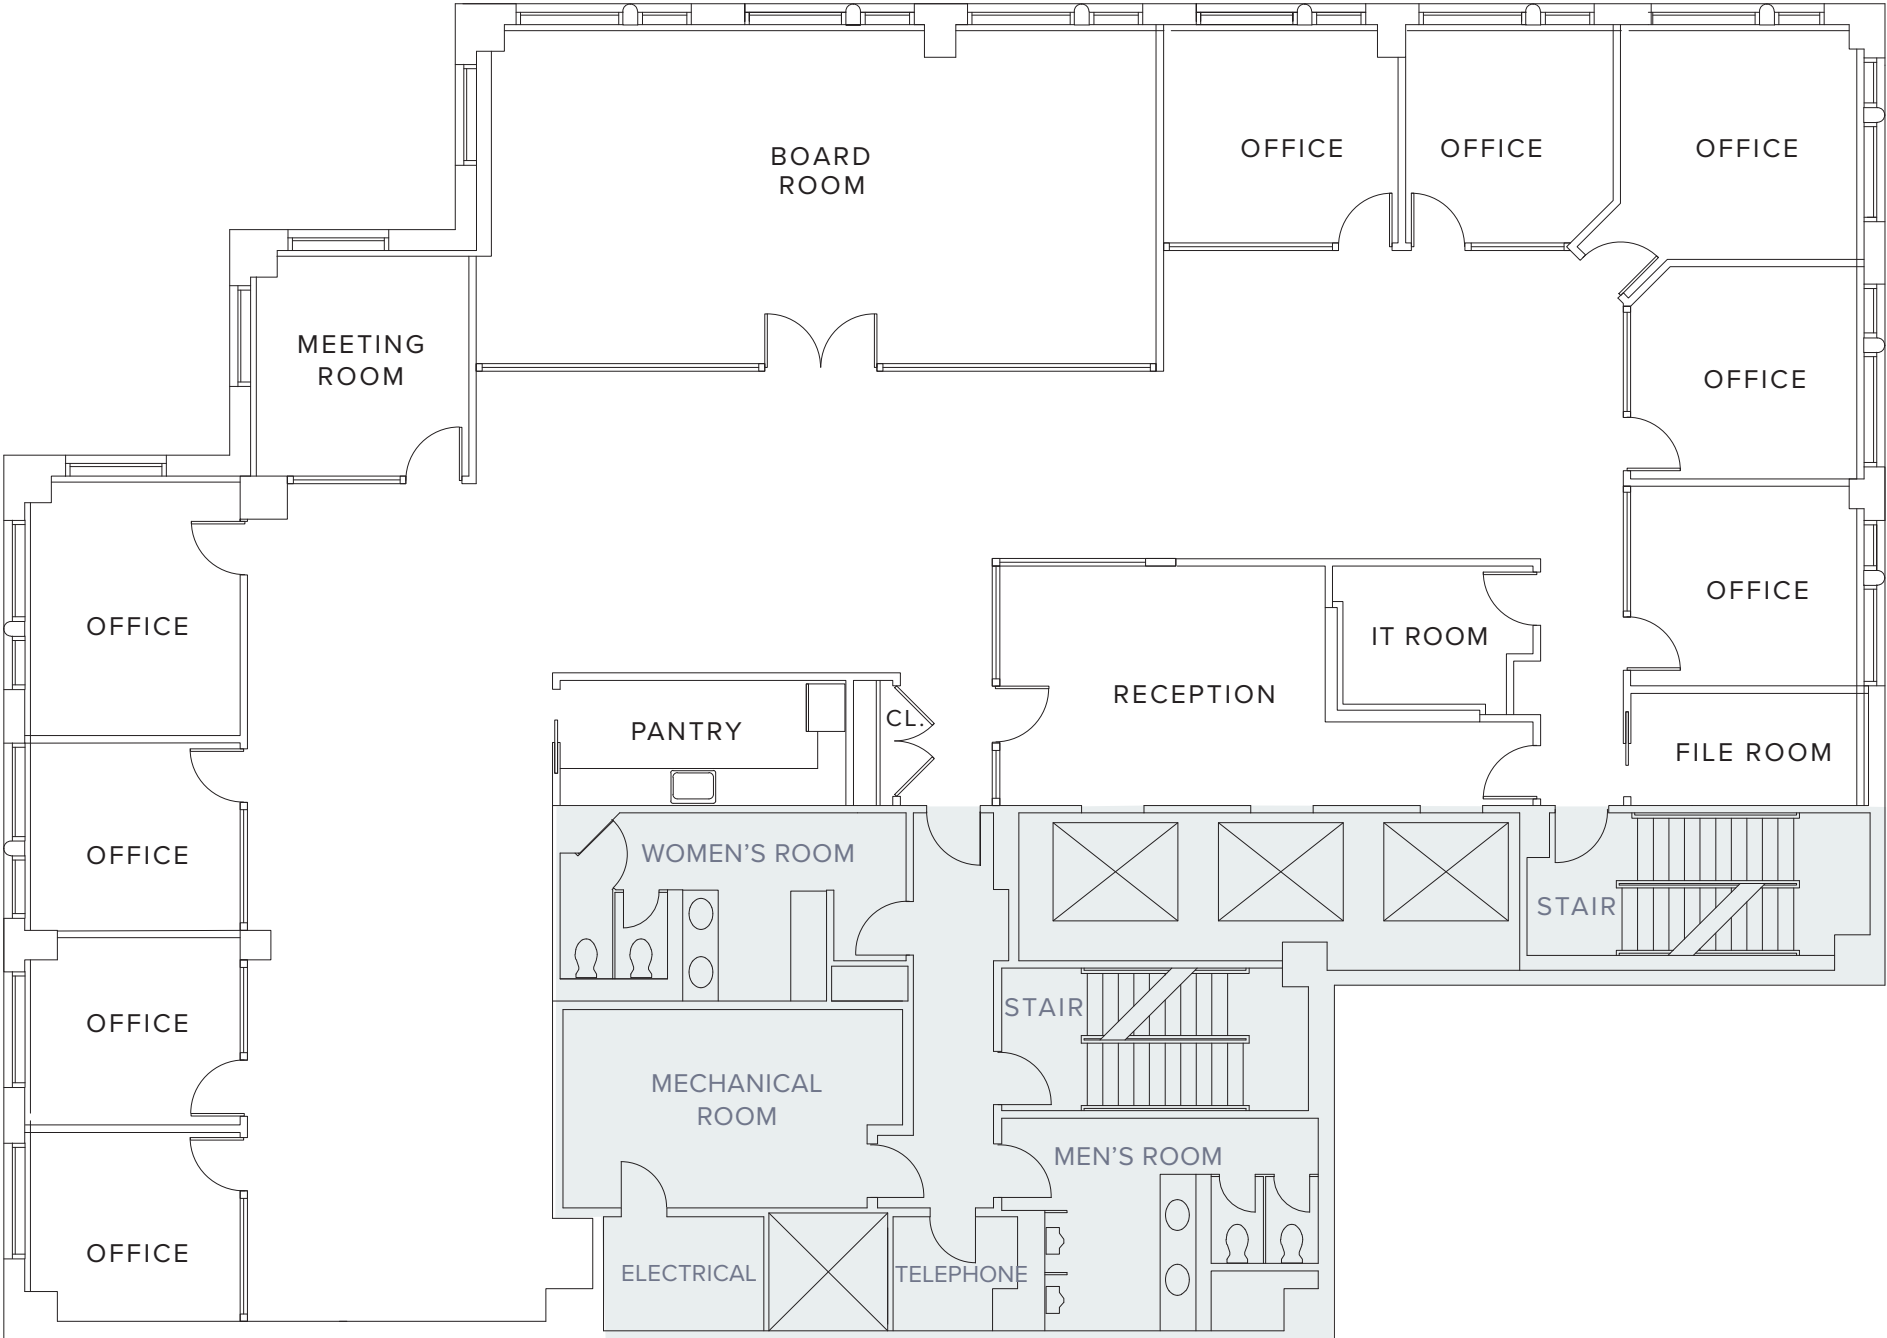 OFFICE
OFFICE
OFFICE
BOARD
ROOM
MEETING
ROOM
OFFICE
OFFICE
OFFICE
IT ROOM
RECEPTION
CL.
PANTRY
FILE ROOM
OFFICE
WOMEN'S ROOM
STAIR
OFFICE
STAIR
MECHANICAL
ROOM
MEN'S ROOM
OFFICE
ELECTRICAL
TELEPHONE